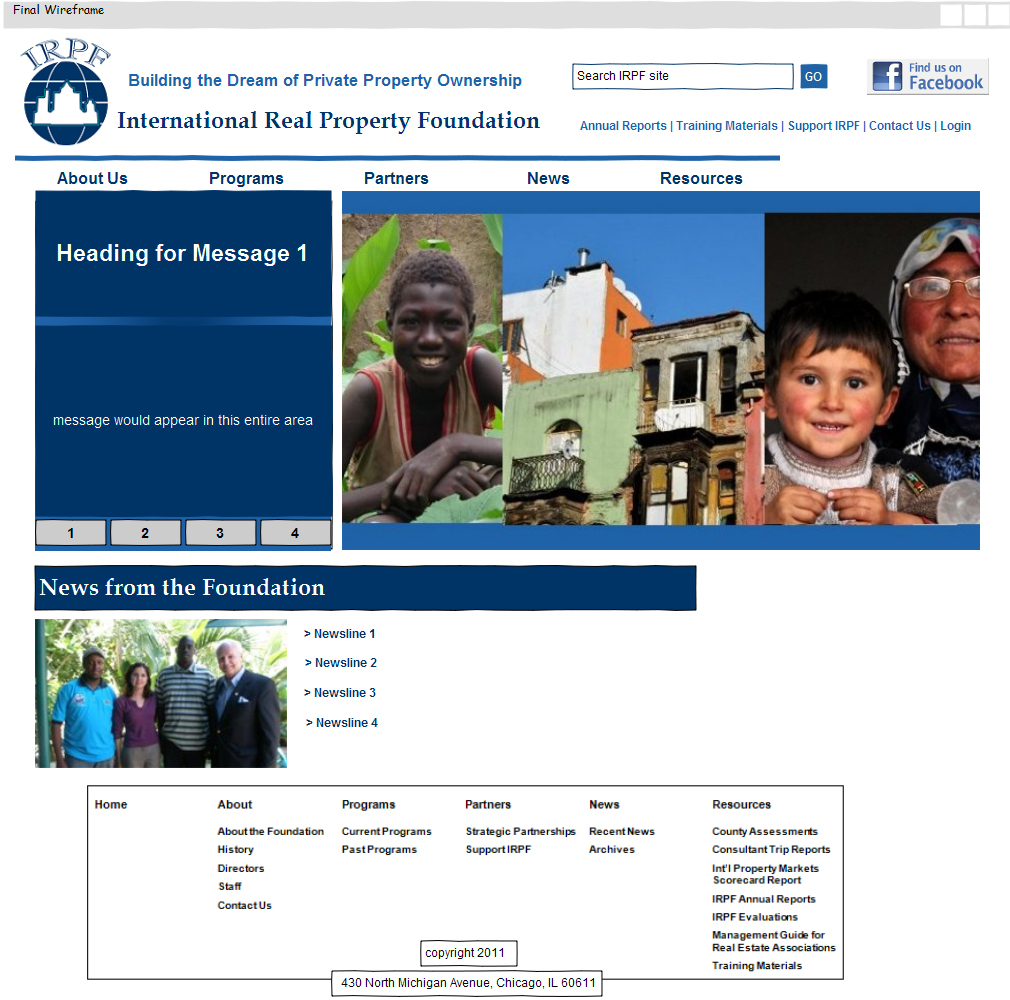 Final Wireframe
IRPF
Building the Dream of Private Property Ownership
International Real Property Foundation
Search IRPF site
GO
Find us on
Facebook
Annual Reports | Training Materials | Support IRPF | Contact Us | Login
About Us Programs Partners News Resources
Heading for Message 1
message would appear in this entire area
1 2 3 4
News from the Foundation
> Newsline 1
> Newsline 2
> Newsline 3
> Newsline 4
Home
About
About the Foundation
History
Directors
Staff
Contact Us
Programs
Current Programs
Past Programs
Partners
Strategic Partnerships
Support IRPF
News
Recent News
Archives
Resources
County Assessments
Consultant Trip Reports
Int'l Property Markets
Scorecard Report
IRPF Annual Reports
IRPF Evaluations
Management Guide for
Real Estate Associations
Training Materials
copyright 2011
430 North Michigan Avenue, Chicago, IL 60611